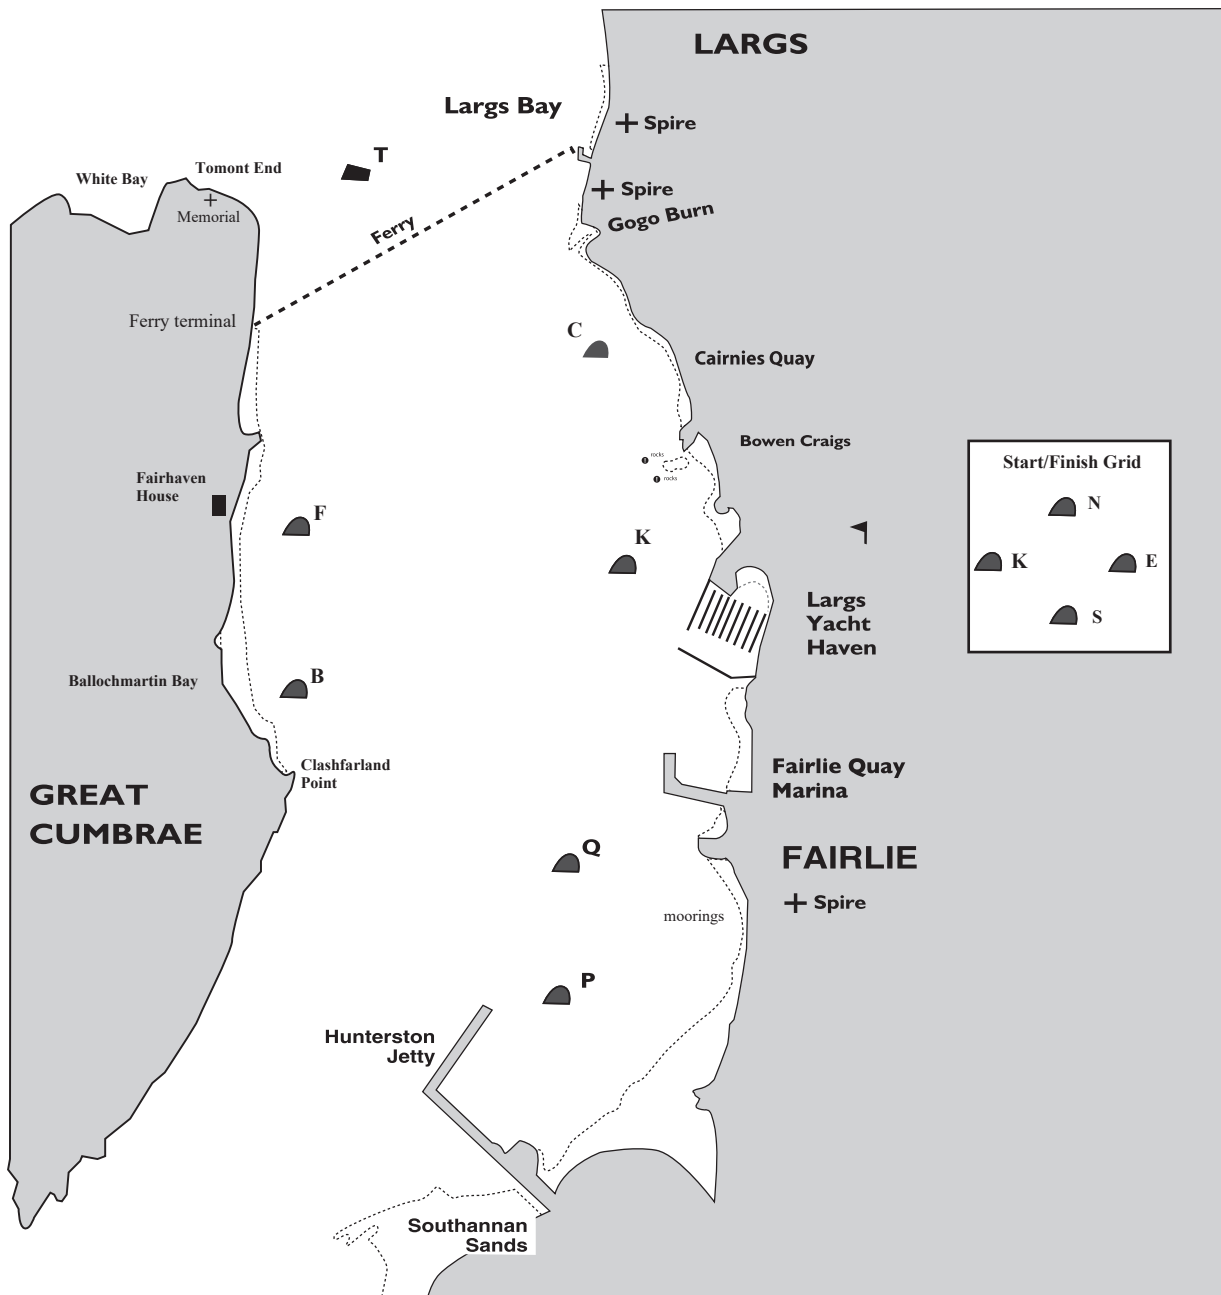 LARGS
Largs Bay
Spire
T
Tomont End
White Bay
Spire
Memorial
Gogo Burn
Ferry
Ferry terminal
C
Cairnies Quay
Bowen Craigs
rocks
rocks
Start/Finish Grid
N
K
E
S
Fairhaven
House
F
K
Largs
Yacht
Haven
Ballochmartin Bay
B
Clashfarland
Point
Fairlie Quay
Marina
GREAT
CUMBRAE
Q
FAIRLIE
Spire
moorings
P
Hunterston
Jetty
Southannan
Sands